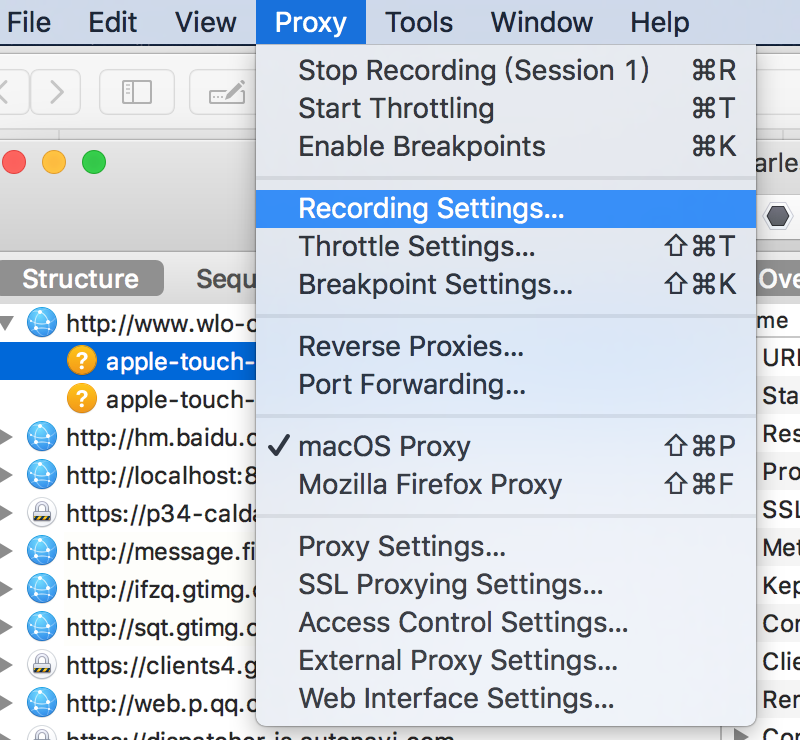 File Edit View Proxy Tools Window Help
Stop Recording (Session 1) ⌘R
Start Throttling ⌘T
Enable Breakpoints ⌘K
Recording Settings...
Throttle Settings... ⇧⌘T
Breakpoint Settings... ⇧⌘K
Reverse Proxies...
Port Forwarding...
✓ macOS Proxy ⇧⌘P
Mozilla Firefox Proxy ⇧⌘F
Proxy Settings...
SSL Proxying Settings...
Access Control Settings...
External Proxy Settings...
Web Interface Settings...
arle
Structure Sequ
http://www.wlo-
apple-touch-
apple-touch-
http://hm.baidu.c
http://localhost:8
https://p34-calda
http://message.fi
http://ifzq.gtimg.c
http://sqt.gtimg.c
https://clients4.g
http://web.p.qq.c
https://dispatcher.is.autonavi.com
Ove
me
URI
Sta
Res
Pro
SSL
Met
Kep
Con
Clie
Ren
Con